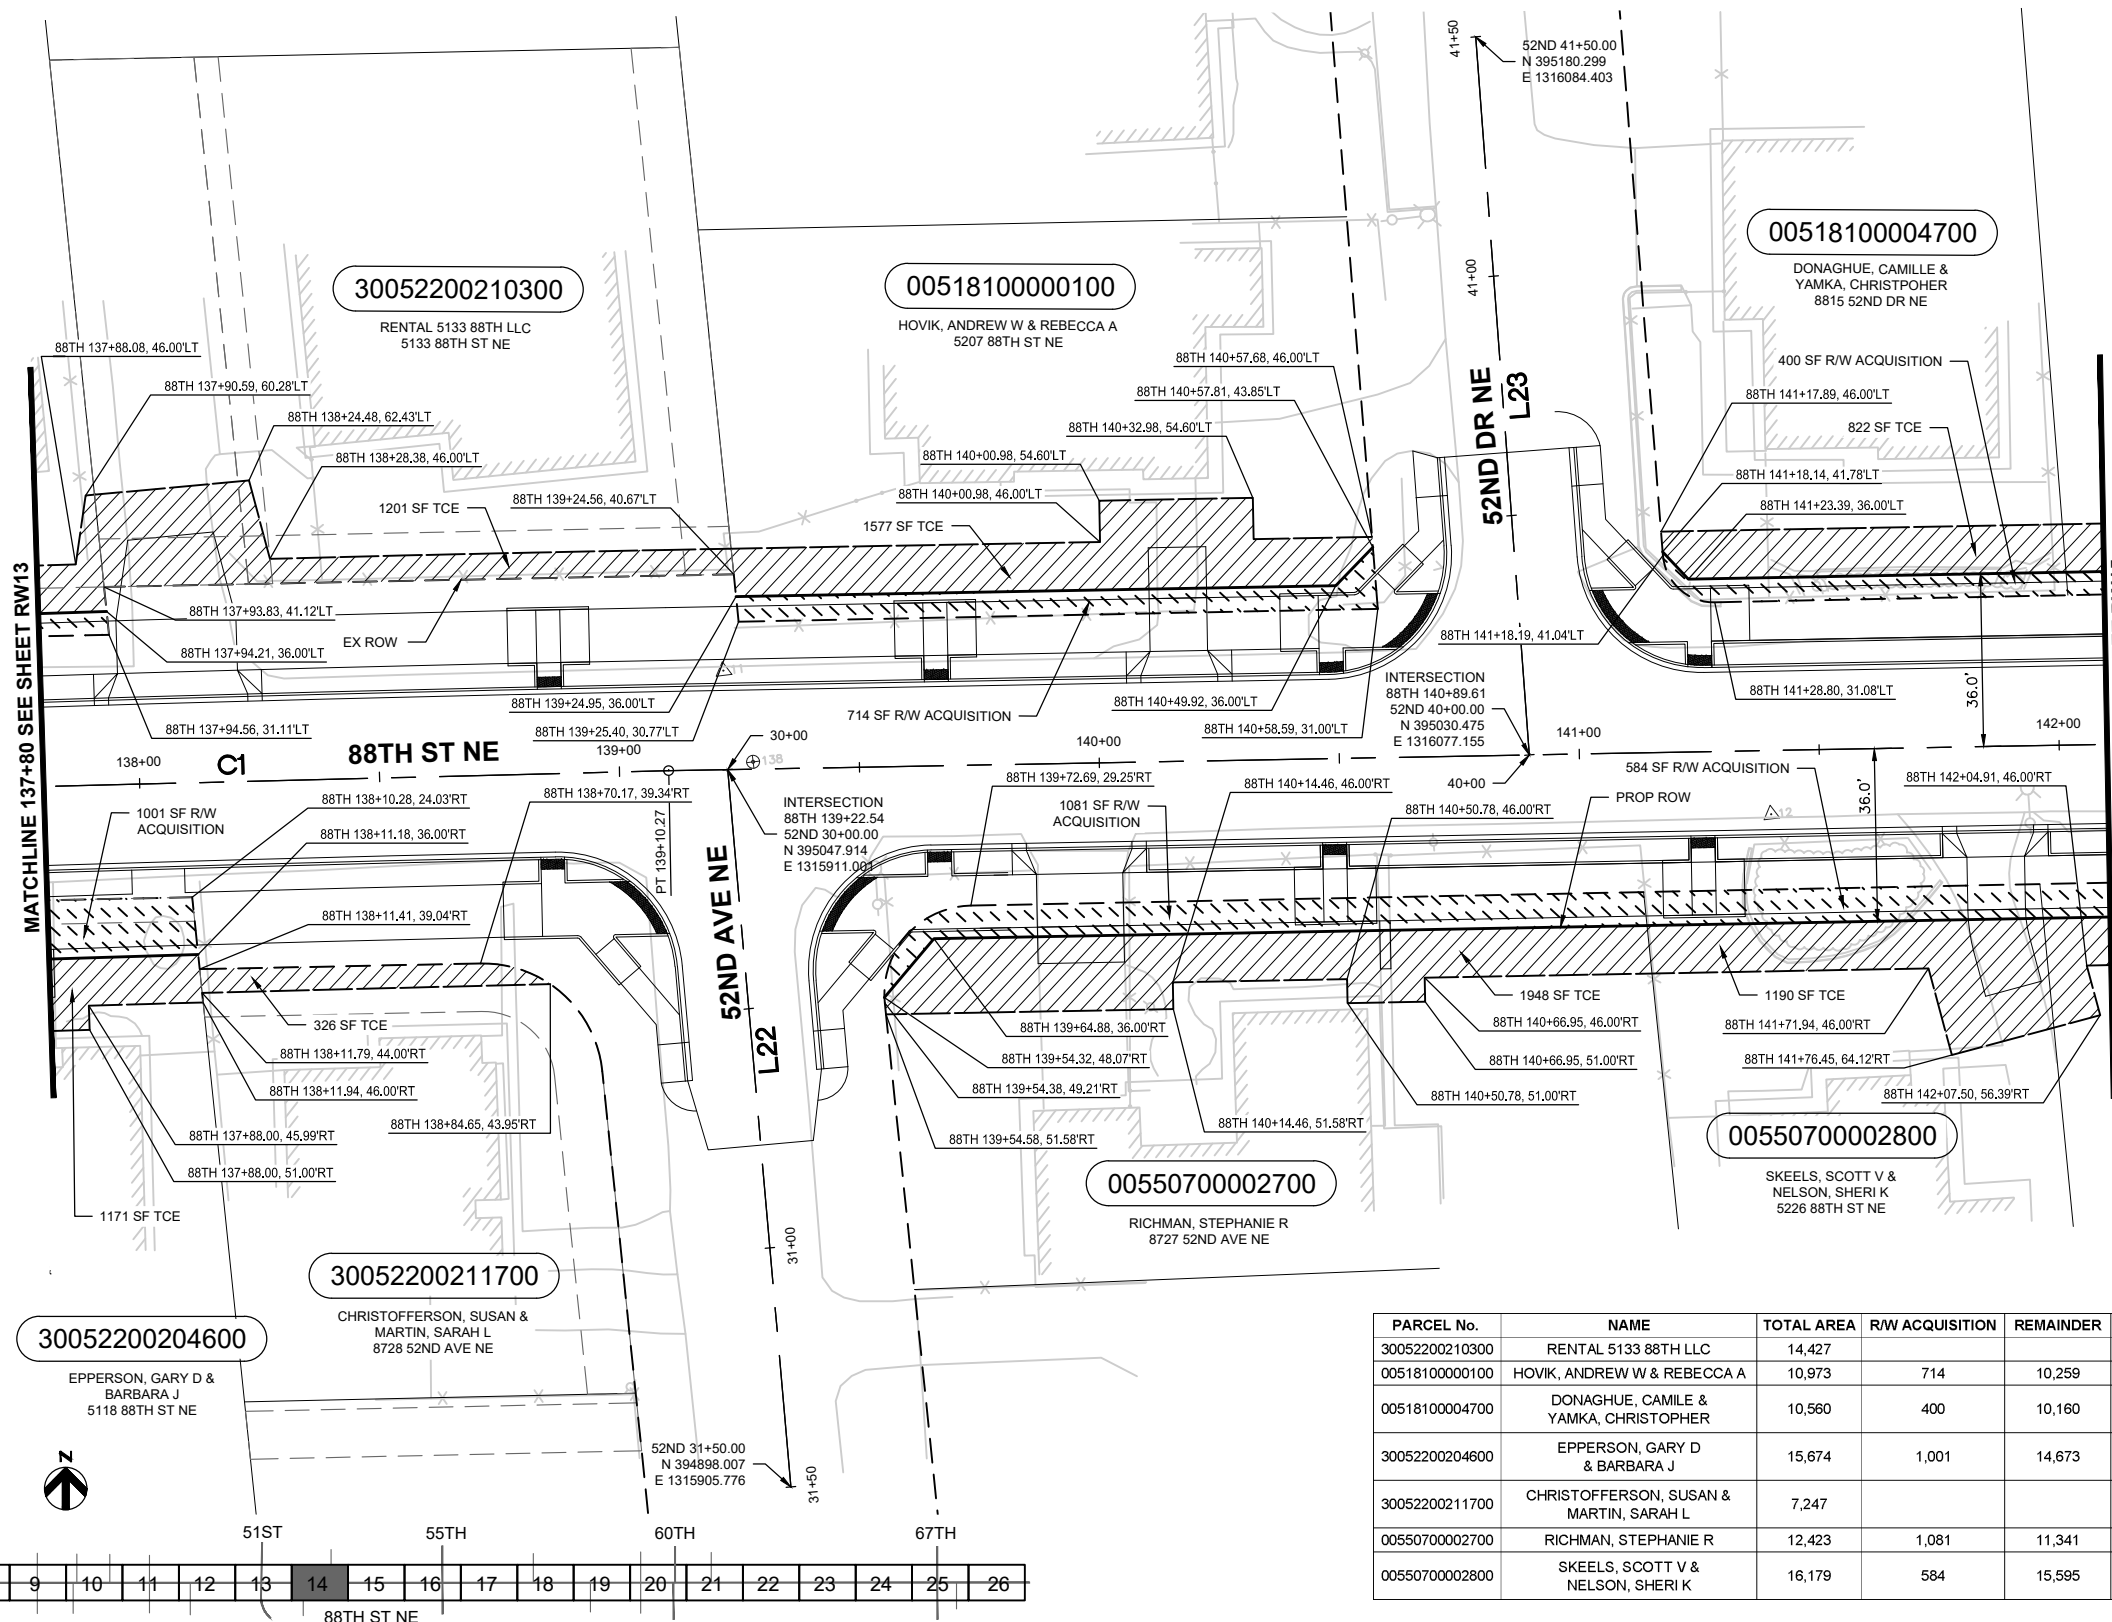 41+50
52ND 41+50.00
N 395180.299
E 1316084.403
41+00
00518100004700
DONAGHUE, CAMILLE &
YAMKA, CHRISTPOHER
8815 52ND DR NE
30052200210300
RENTAL 5133 88TH LLC
5133 88TH ST NE
00518100000100
HOVIK, ANDREW W & REBECCA A
5207 88TH ST NE
88TH 137+88.08, 46.00'LT
88TH 137+90.59, 60.28'LT
88TH 138+24.48, 62.43'LT
88TH 138+28.38, 46.00'LT
1201 SF TCE
88TH 139+24.56, 40.67'LT
88TH 140+57.68, 46.00'LT
88TH 140+57.81, 43.85'LT
88TH 140+32.98, 54.60'LT
88TH 140+00.98, 54.60'LT
88TH 140+00.98, 46.00'LT
1577 SF TCE
52ND DR NE
L23
400 SF R/W ACQUISITION
88TH 141+17.89, 46.00'LT
822 SF TCE
88TH 141+18.14, 41.78'LT
88TH 141+23.39, 36.00'LT
MATCHLINE 137+80 SEE SHEET RW13
88TH 137+93.83, 41.12'LT
EX ROW
88TH 137+94.21, 36.00'LT
88TH 137+94.56, 31.11'LT
88TH 139+24.95, 36.00'LT
88TH 139+25.40, 30.77'LT
11
714 SF R/W ACQUISITION
88TH 140+49.92, 36.00'LT
88TH 140+58.59, 31.00'LT
88TH 141+18.19, 41.04'LT
INTERSECTION
88TH 140+89.61
52ND 40+00.00
N 395030.475
E 1316077.155
88TH 141+28.80, 31.08'LT
36.0'
138+00
C1
88TH ST NE
139+00
30+00
138
140+00
141+00
142+00
40+00
1001 SF R/W
ACQUISITION
88TH 138+10.28, 24.03'RT
88TH 138+11.18, 36.00'RT
88TH 138+70.17, 39.34'RT
88TH 138+11.41, 39.04'RT
PT 139+10.27
INTERSECTION
88TH 139+22.54
52ND 30+00.00
N 395047.914
E 1315911.001
88TH 139+72.69, 29.25'RT
1081 SF R/W
ACQUISITION
88TH 140+14.46, 46.00'RT
88TH 140+50.78, 46.00'RT
584 SF R/W ACQUISITION
PROP ROW
12
36.0'
88TH 142+04.91, 46.00'RT
52ND AVE NE
L22
326 SF TCE
88TH 138+11.79, 44.00'RT
88TH 138+11.94, 46.00'RT
88TH 138+84.65, 43.95'RT
88TH 137+88.00, 45.99'RT
88TH 137+88.00, 51.00'RT
1171 SF TCE
88TH 139+64.88, 36.00'RT
88TH 139+54.32, 48.07'RT
88TH 139+54.38, 49.21'RT
88TH 139+54.58, 51.58'RT
88TH 140+14.46, 51.58'RT
1948 SF TCE
88TH 140+66.95, 46.00'RT
88TH 140+66.95, 51.00'RT
88TH 140+50.78, 51.00'RT
1190 SF TCE
88TH 141+71.94, 46.00'RT
88TH 141+76.45, 64.12'RT
88TH 142+07.50, 56.39'RT
00550700002800
SKEELS, SCOTT V &
NELSON, SHERI K
5226 88TH ST NE
00550700002700
RICHMAN, STEPHANIE R
8727 52ND AVE NE
31+00
30052200211700
CHRISTOFFERSON, SUSAN &
MARTIN, SARAH L
8728 52ND AVE NE
30052200204600
EPPERSON, GARY D &
BARBARA J
5118 88TH ST NE
52ND 31+50.00
N 394898.007
E 1315905.776
31+50
N
PARCEL No. NAME TOTAL AREA R/W ACQUISITION REMAINDER
30052200210300 RENTAL 5133 88TH LLC 14,427
00518100000100 HOVIK, ANDREW W & REBECCA A 10,973 714 10,259
00518100004700 DONAGHUE, CAMILE & YAMKA, CHRISTOPHER 10,560 400 10,160
30052200204600 EPPERSON, GARY D & BARBARA J 15,674 1,001 14,673
30052200211700 CHRISTOFFERSON, SUSAN & MARTIN, SARAH L 7,247
00550700002700 RICHMAN, STEPHANIE R 12,423 1,081 11,341
00550700002800 SKEELS, SCOTT V & NELSON, SHERI K 16,179 584 15,595
51ST 55TH 60TH 67TH
9 10 11 12 13 14 15 16 17 18 19 20 21 22 23 24 25 26
88TH ST NE